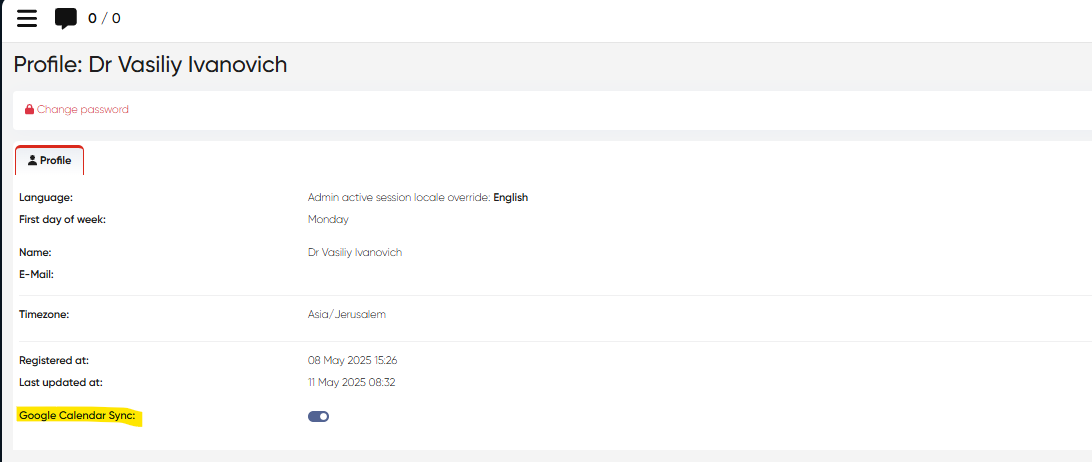 0 / 0
Profile: Dr Vasiliy Ivanovich
Change password
Profile
Language: Admin active session locale override: English
First day of week: Monday
Name: Dr Vasiliy Ivanovich
E-Mail:
Timezone: Asia/Jerusalem
Registered at: 08 May 2025 15:26
Last updated at: 11 May 2025 08:32
Google Calendar Sync: